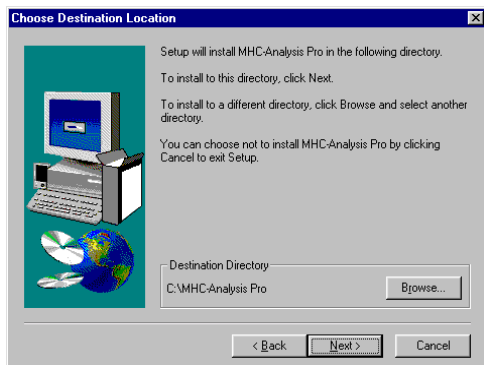 Choose Destination Location
Setup will install MHC-Analysis Pro in the following directory.
To install to this directory, click Next.
To install to a different directory, click Browse and select another
directory.
You can choose not to install MHC-Analysis Pro by clicking
Cancel to exit Setup.
Destination Directory
C:\MHC-Analysis Pro
Browse...
< Back
Next >
Cancel